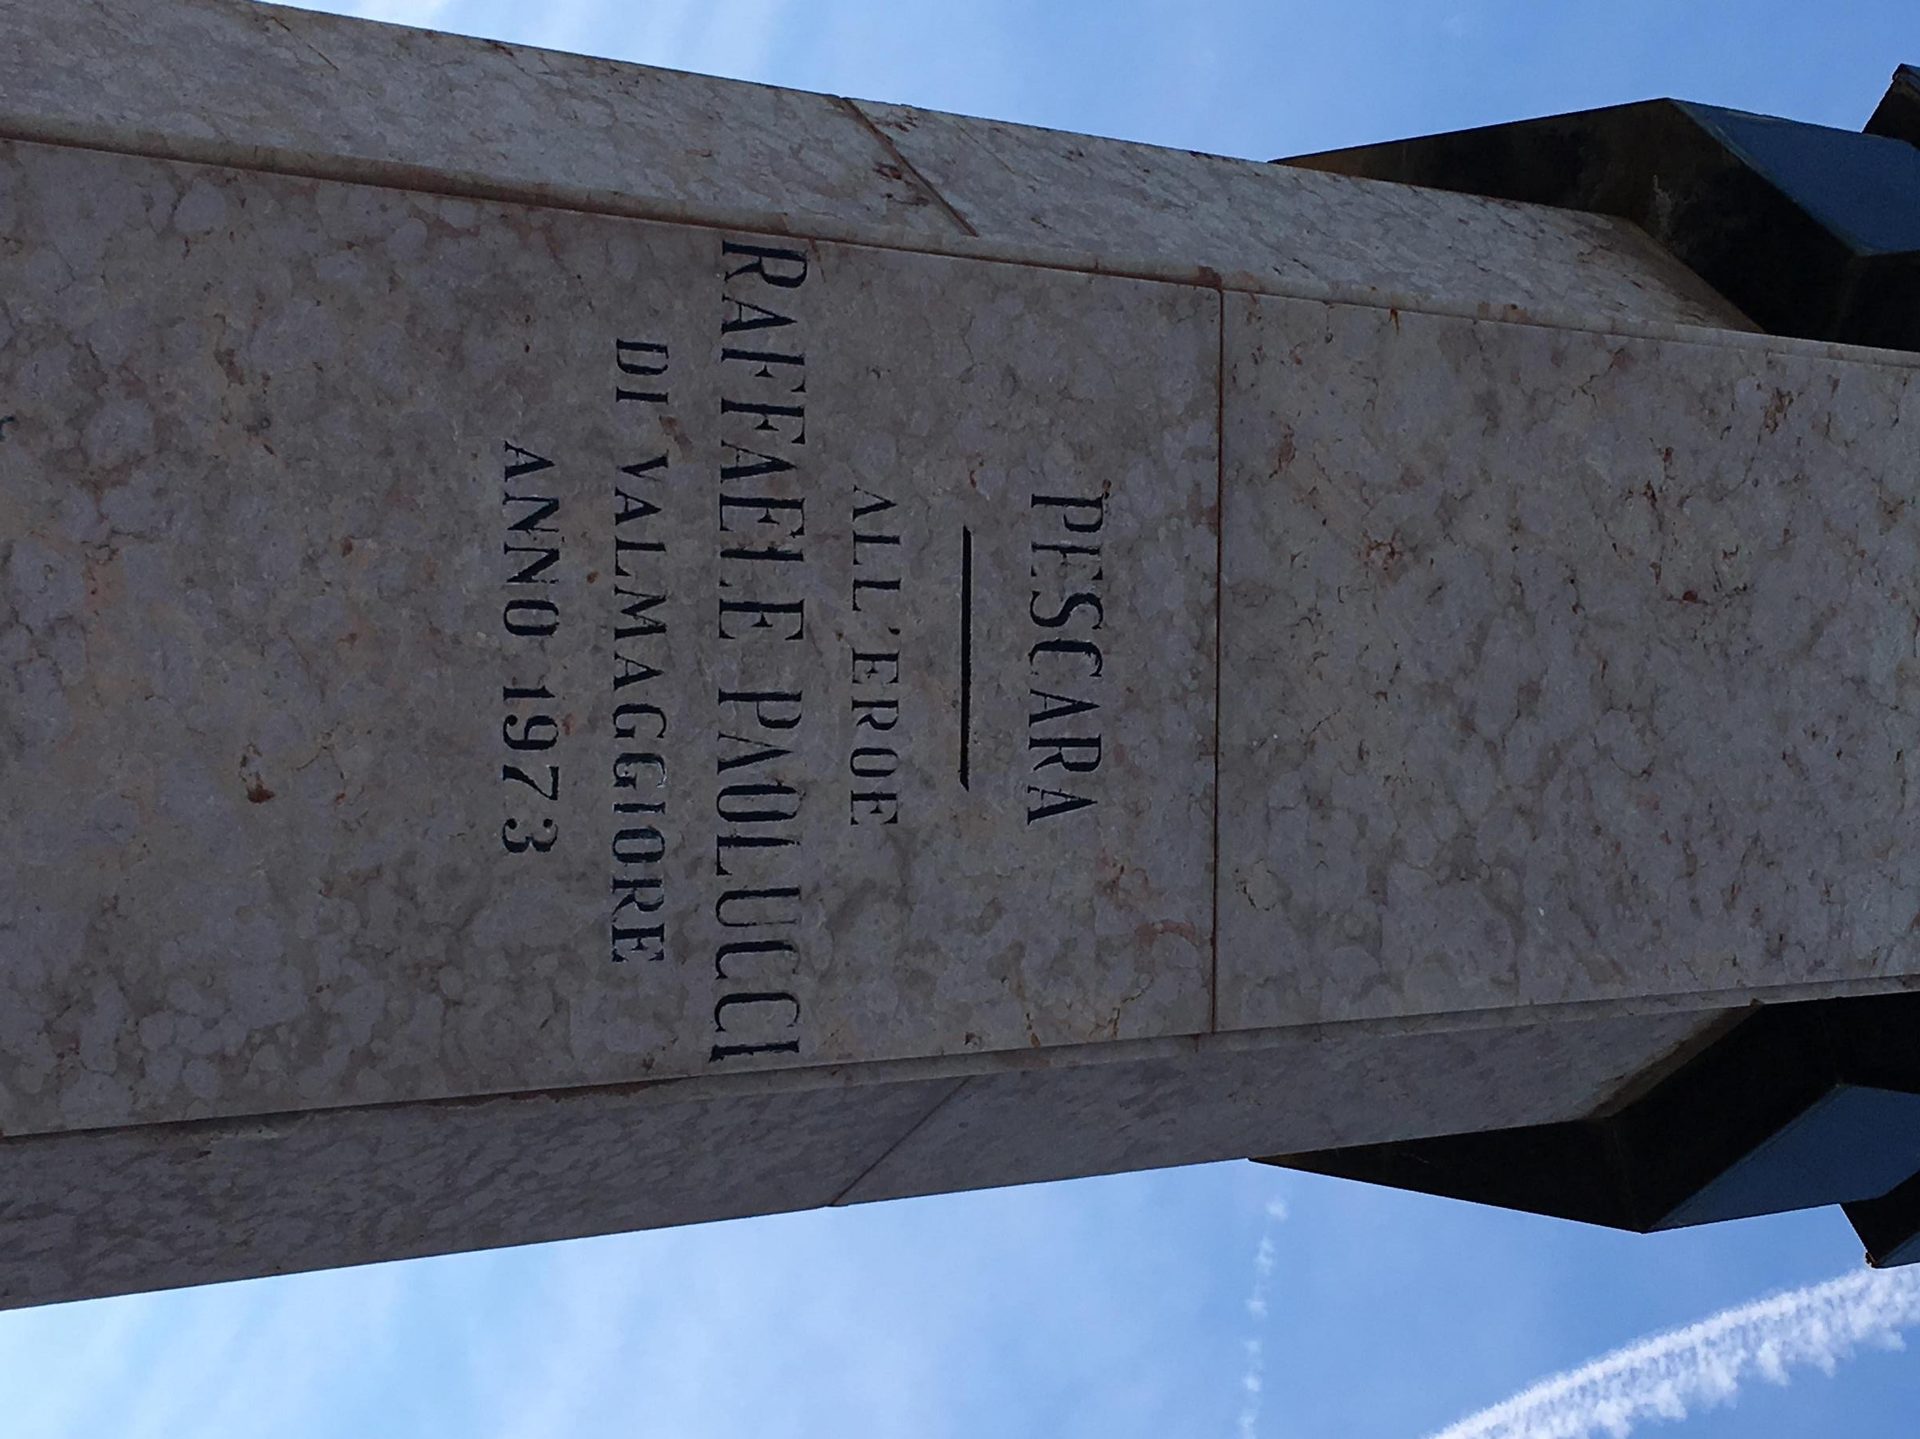 PESCARA
ALL'EROE
RAFFAELE PAOLUCCI
DI VALMAGGIORE
ANNO 1973